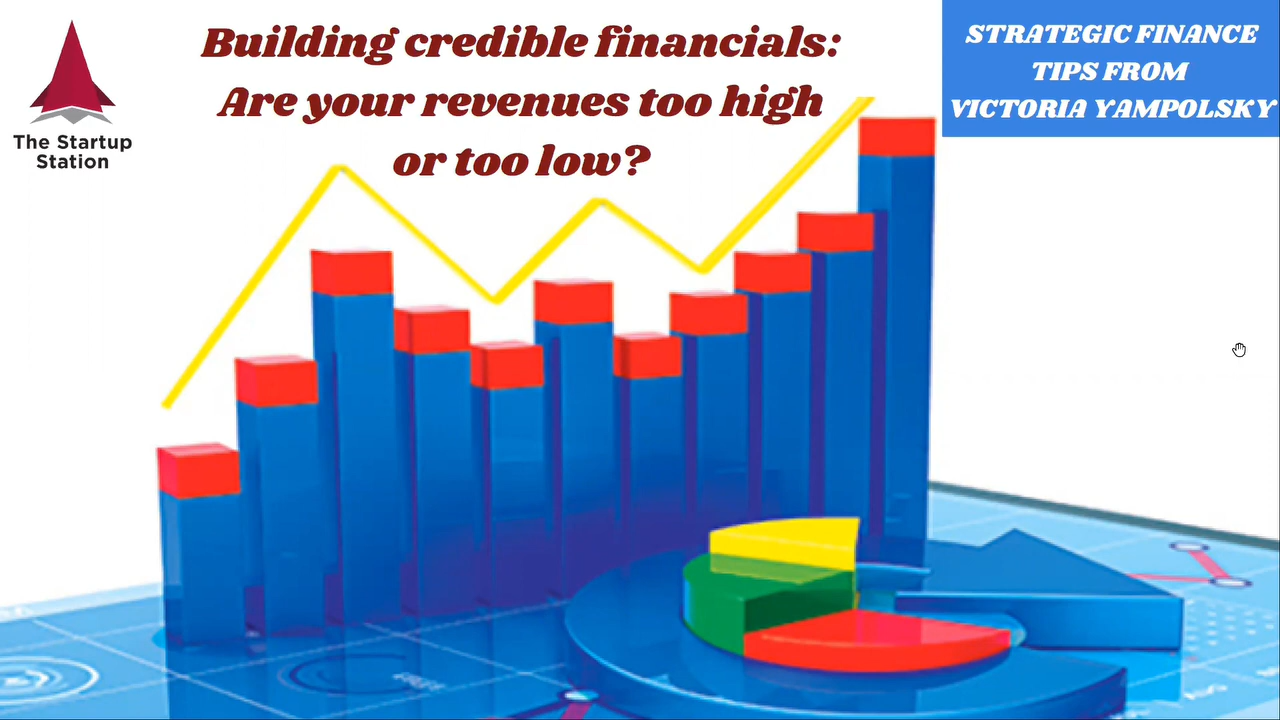 The Startup
Station
Building credible financials:
Are your revenues too high
or too low?
STRATEGIC FINANCE
TIPS FROM
VICTORIA YAMPOLSKY